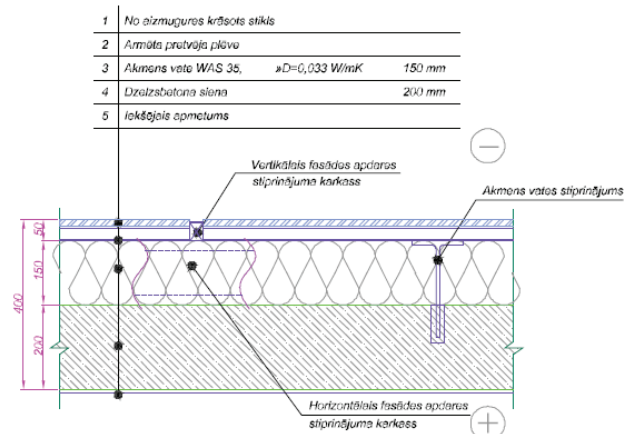 1 No aizmugures krāsots stikls
2 Armēta pretvēja plēve
3 Akmens vate WAS 35, »D=0,033 W/mK 150 mm
4 Dzelzsbetona siena 200 mm
5 Iekšējais apmetums
Vertikālais fasādes apdares
stiprinājuma karkass
Akmens vates stiprinājums
50
150
400
200
Horizontālais fasādes apdares
stiprinājuma karkass